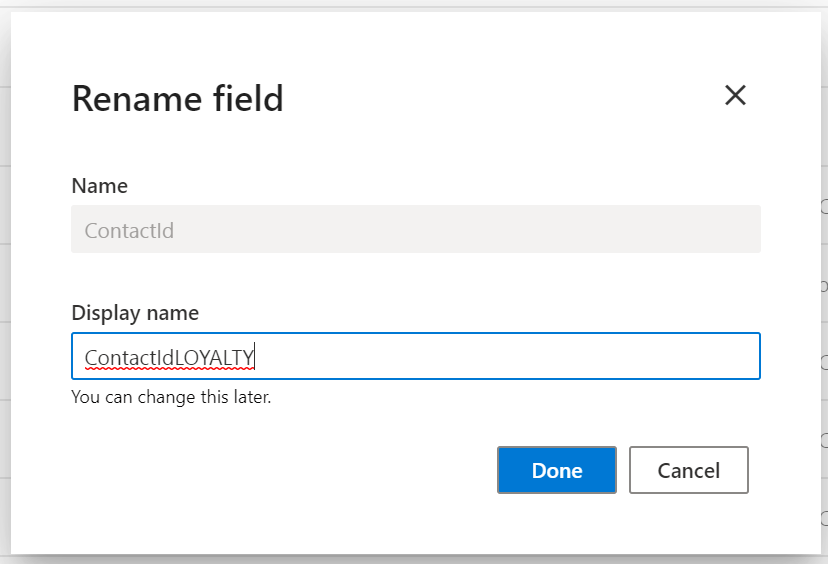 Rename field
Name
ContactId
Display name
ContactIdLOYALTY
You can change this later.
Done
Cancel